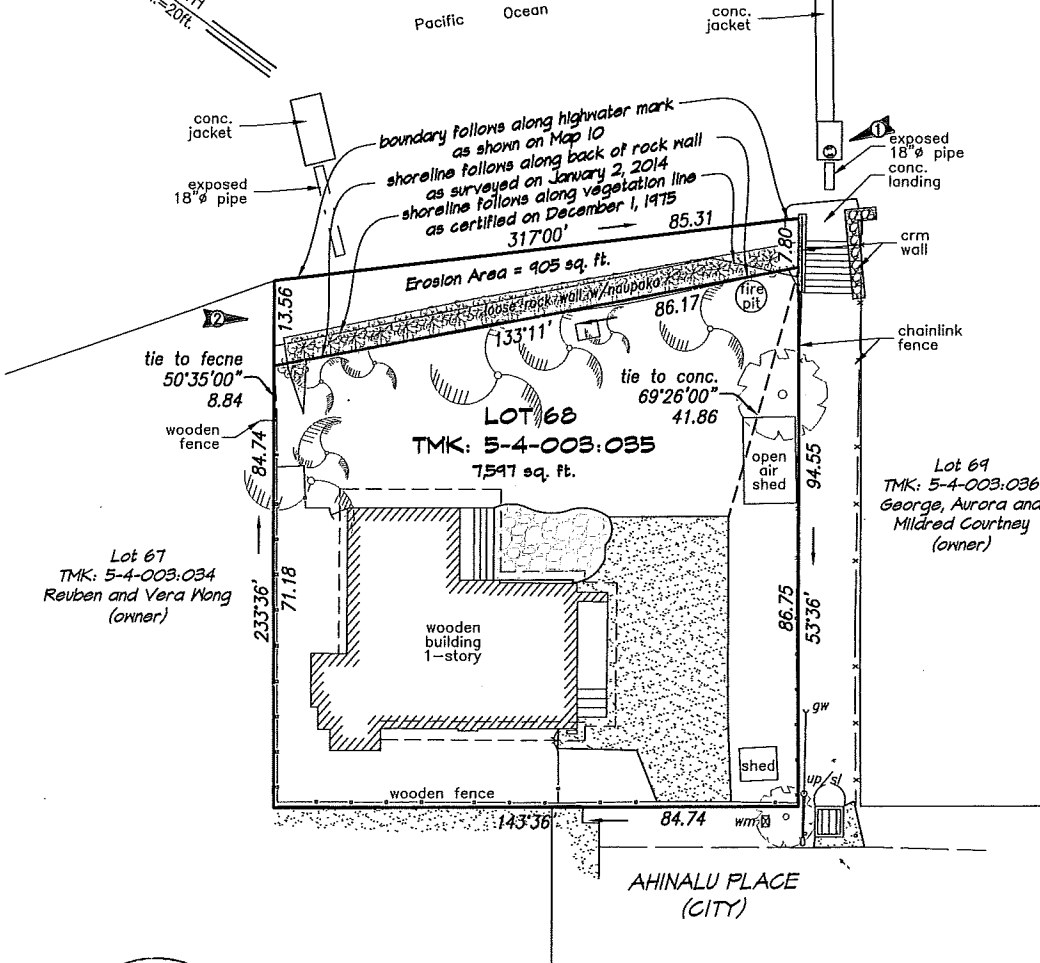 =20ft.
Pacific Ocean
conc.
jacket
conc.
jacket
exposed
18"ø pipe
boundary follows along highwater mark
as shown on Map 10
shoreline follows along back of rock wall
as surveyed on January 2, 2014
shoreline follows along vegetation line
as certified on December 1, 1975
1
exposed
18"ø pipe
conc.
landing
crm
wall
317°00'
85.31
7.80
Erosion Area = 905 sq. ft.
loose rock wall w/naupaka
fire
pit
13.56
2
133°11'
86.17
chainlink
fence
tie to fecne
50°35'00"
8.84
tie to conc.
69°26'00"
41.86
wooden
fence
84.74
LOT 68
TMK: 5-4-003:035
7,597 sq. ft.
open
air
shed
94.55
Lot 69
TMK: 5-4-003:036
George, Aurora and
Mildred Courtney
(owner)
Lot 67
TMK: 5-4-003:034
Reuben and Vera Wong
(owner)
233°36'
71.18
wooden
building
1-story
86.75
53°36'
gw
shed
up/sl
wooden fence
143°36'
84.74
wm
AHINALU PLACE
(CITY)